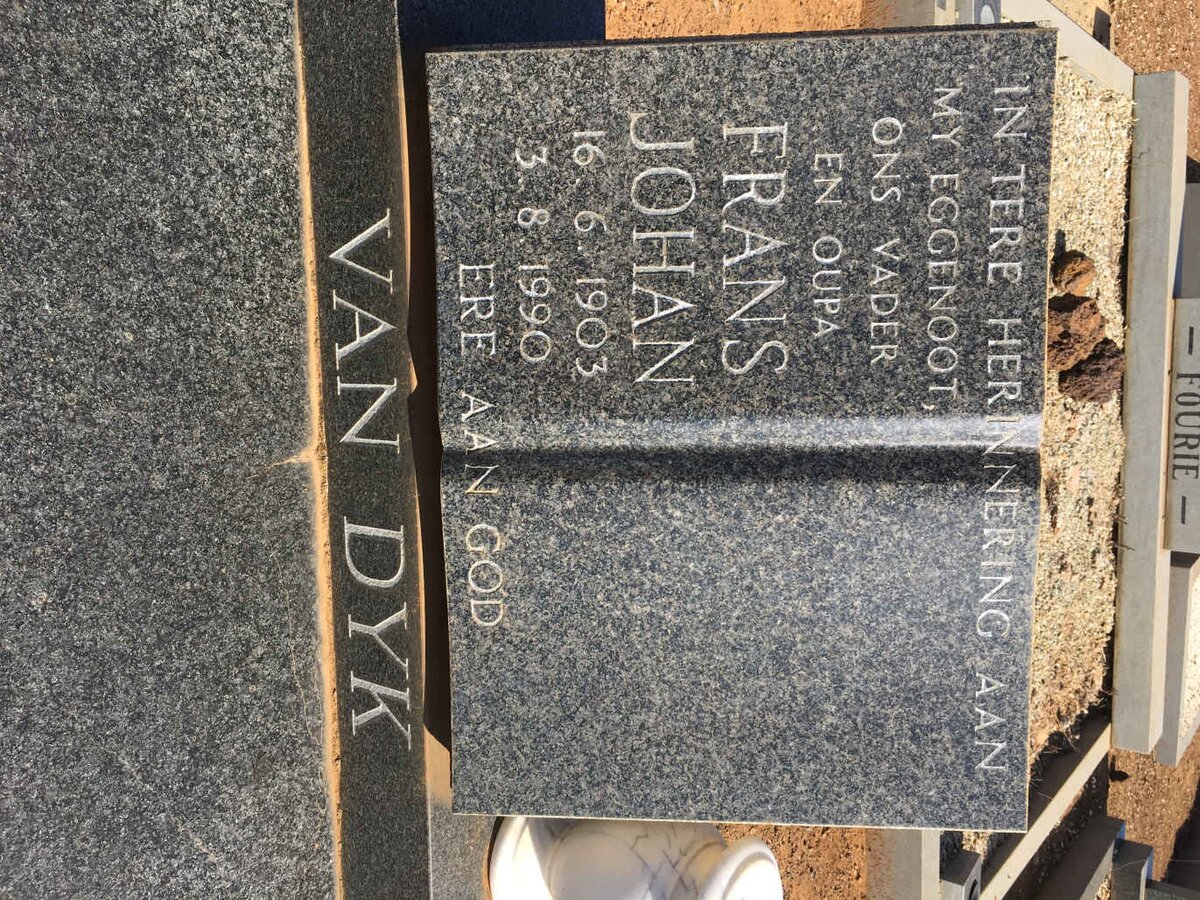 IN TERE HERINNERING AAN
MY EGGENOOT,
ONS VADER
EN OUPA
FRANS
JOHAN
16. 6. 1903
3. 8. 1990
ERE AAN GOD
VAN DYK
— FOURIE —